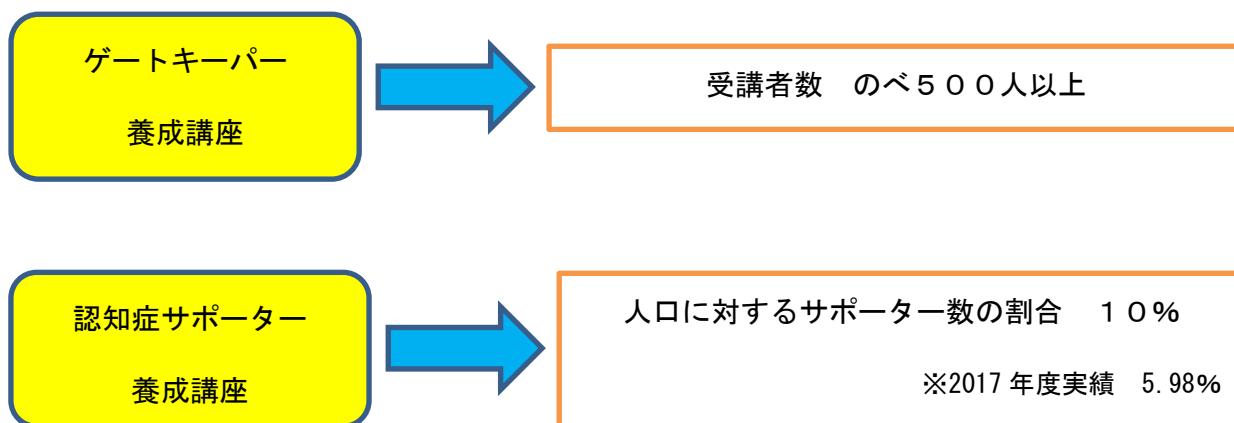 ゲートキーパー
養成講座
受講者数　のべ５００人以上
認知症サポーター
養成講座
人口に対するサポーター数の割合　１０％
※2017 年度実績　5.98%